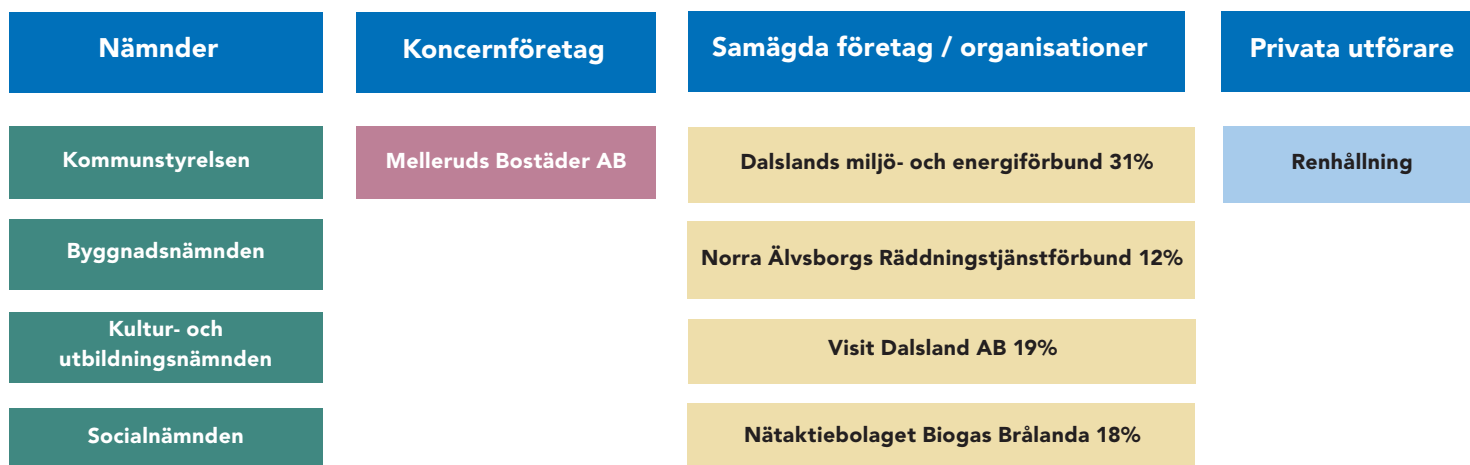 Nämnder
Koncernföretag
Samägda företag / organisationer
Privata utförare
Kommunstyrelsen
Melleruds Bostäder AB
Dalslands miljö- och energiförbund 31%
Renhållning
Byggnadsnämnden
Norra Älvsborgs Räddningstjänstförbund 12%
Kultur- och
utbildningsnämnden
Visit Dalsland AB 19%
Socialnämnden
Nätaktiebolaget Biogas Brålanda 18%